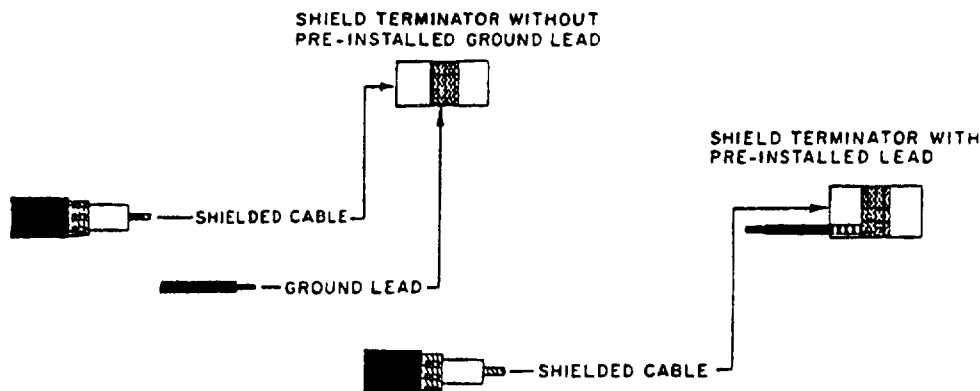 SHIELD TERMINATOR WITHOUT
PRE-INSTALLED GROUND LEAD
SHIELD TERMINATOR WITH
PRE-INSTALLED LEAD
SHIELDED CABLE
GROUND LEAD
SHIELDED CABLE